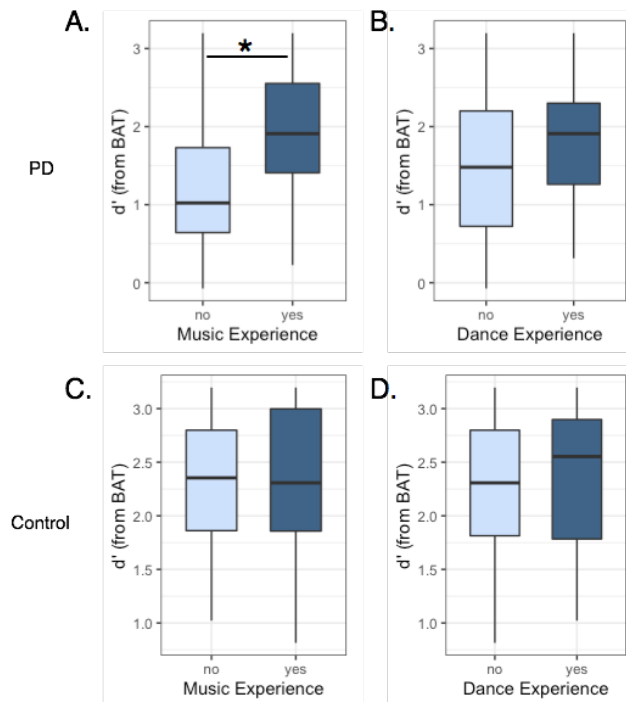 A.
*
3
2
1
0
d' (from BAT)
no
yes
Music Experience
B.
3
2
1
0
d' (from BAT)
no
yes
Dance Experience
PD
C.
3.0
2.5
2.0
1.5
1.0
d' (from BAT)
no
yes
Music Experience
D.
3.0
2.5
2.0
1.5
1.0
d' (from BAT)
no
yes
Dance Experience
Control